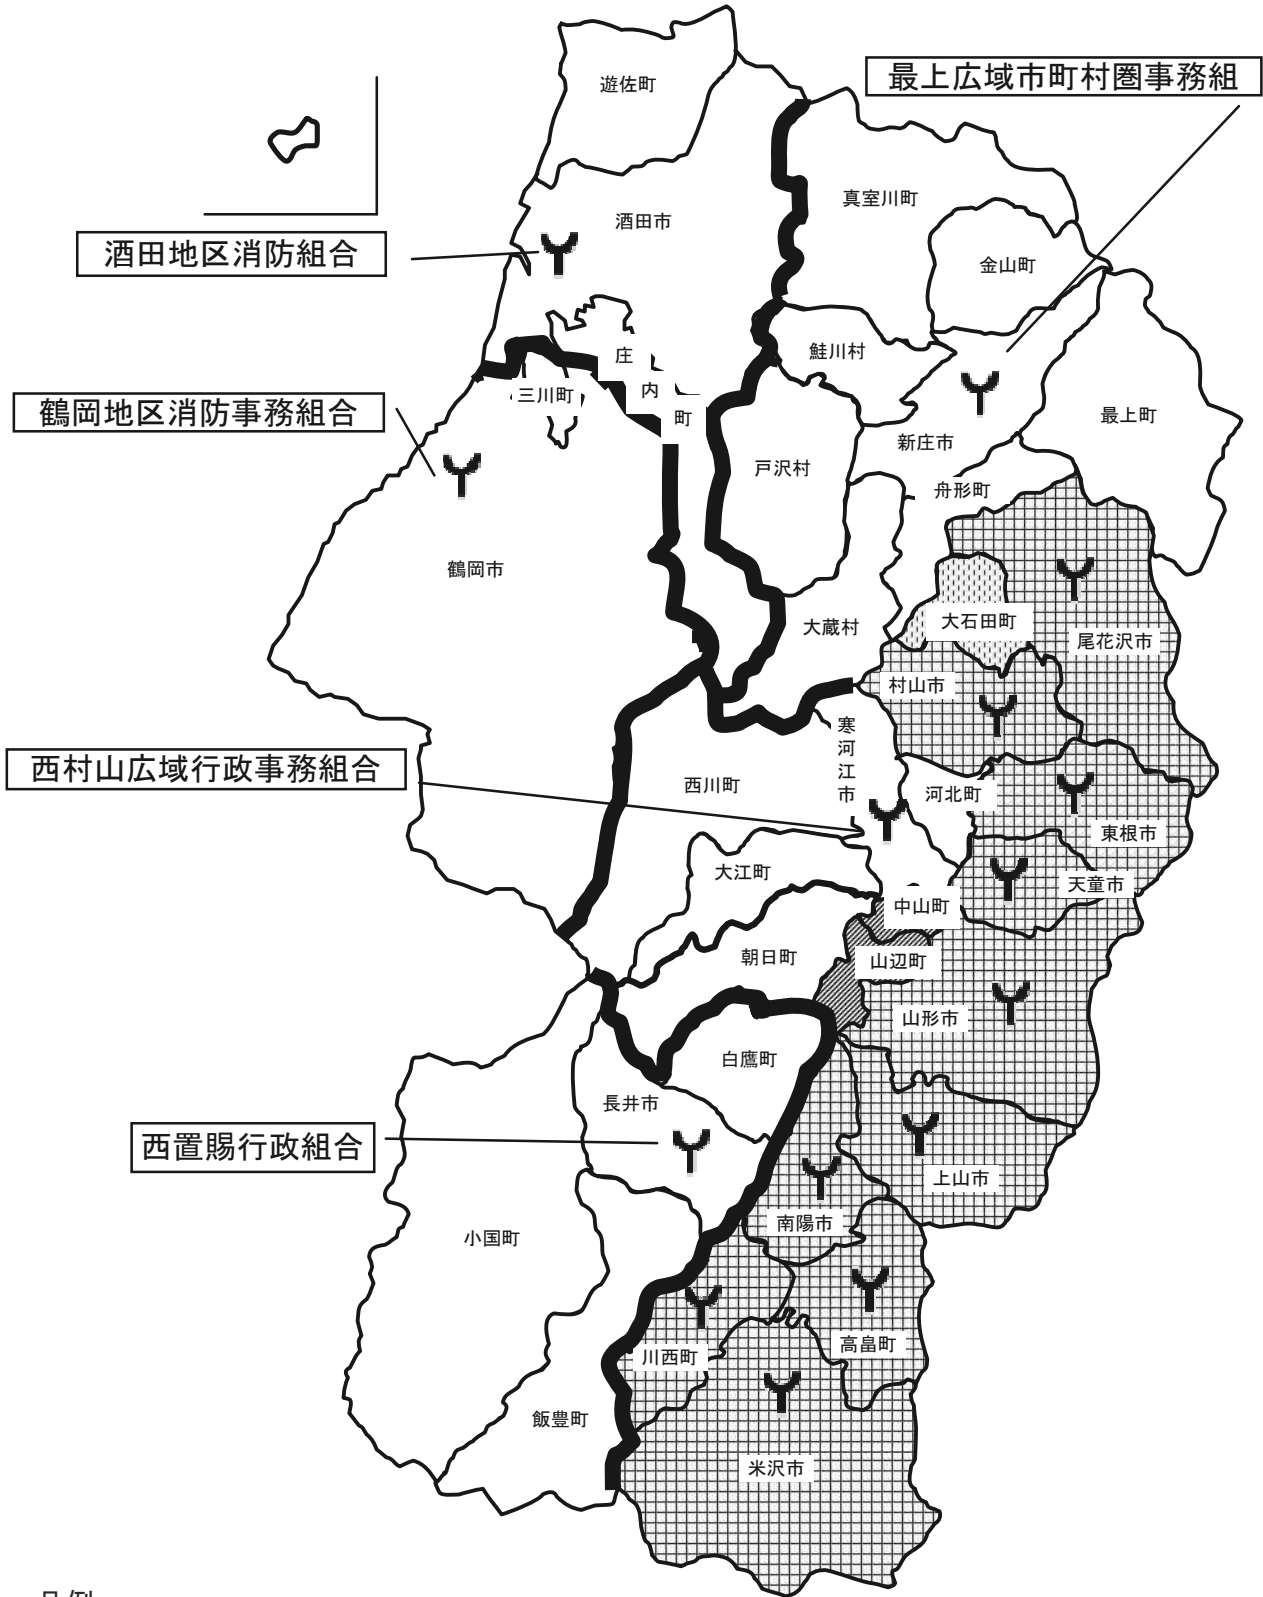 遊佐町
最上広域市町村圏事務組
真室川町
酒田市
酒田地区消防組合
金山町
庄
内
町
鮭川村
三川町
鶴岡地区消防事務組合
最上町
新庄市
戸沢村
舟形町
鶴岡市
大石田町
大蔵村
尾花沢市
村山市
寒
河
江
市
西村山広域行政事務組合
西川町
河北町
東根市
大江町
天童市
中山町
朝日町
山辺町
山形市
白鷹町
長井市
西置賜行政組合
上山市
南陽市
小国町
高畠町
川西町
飯豊町
米沢市